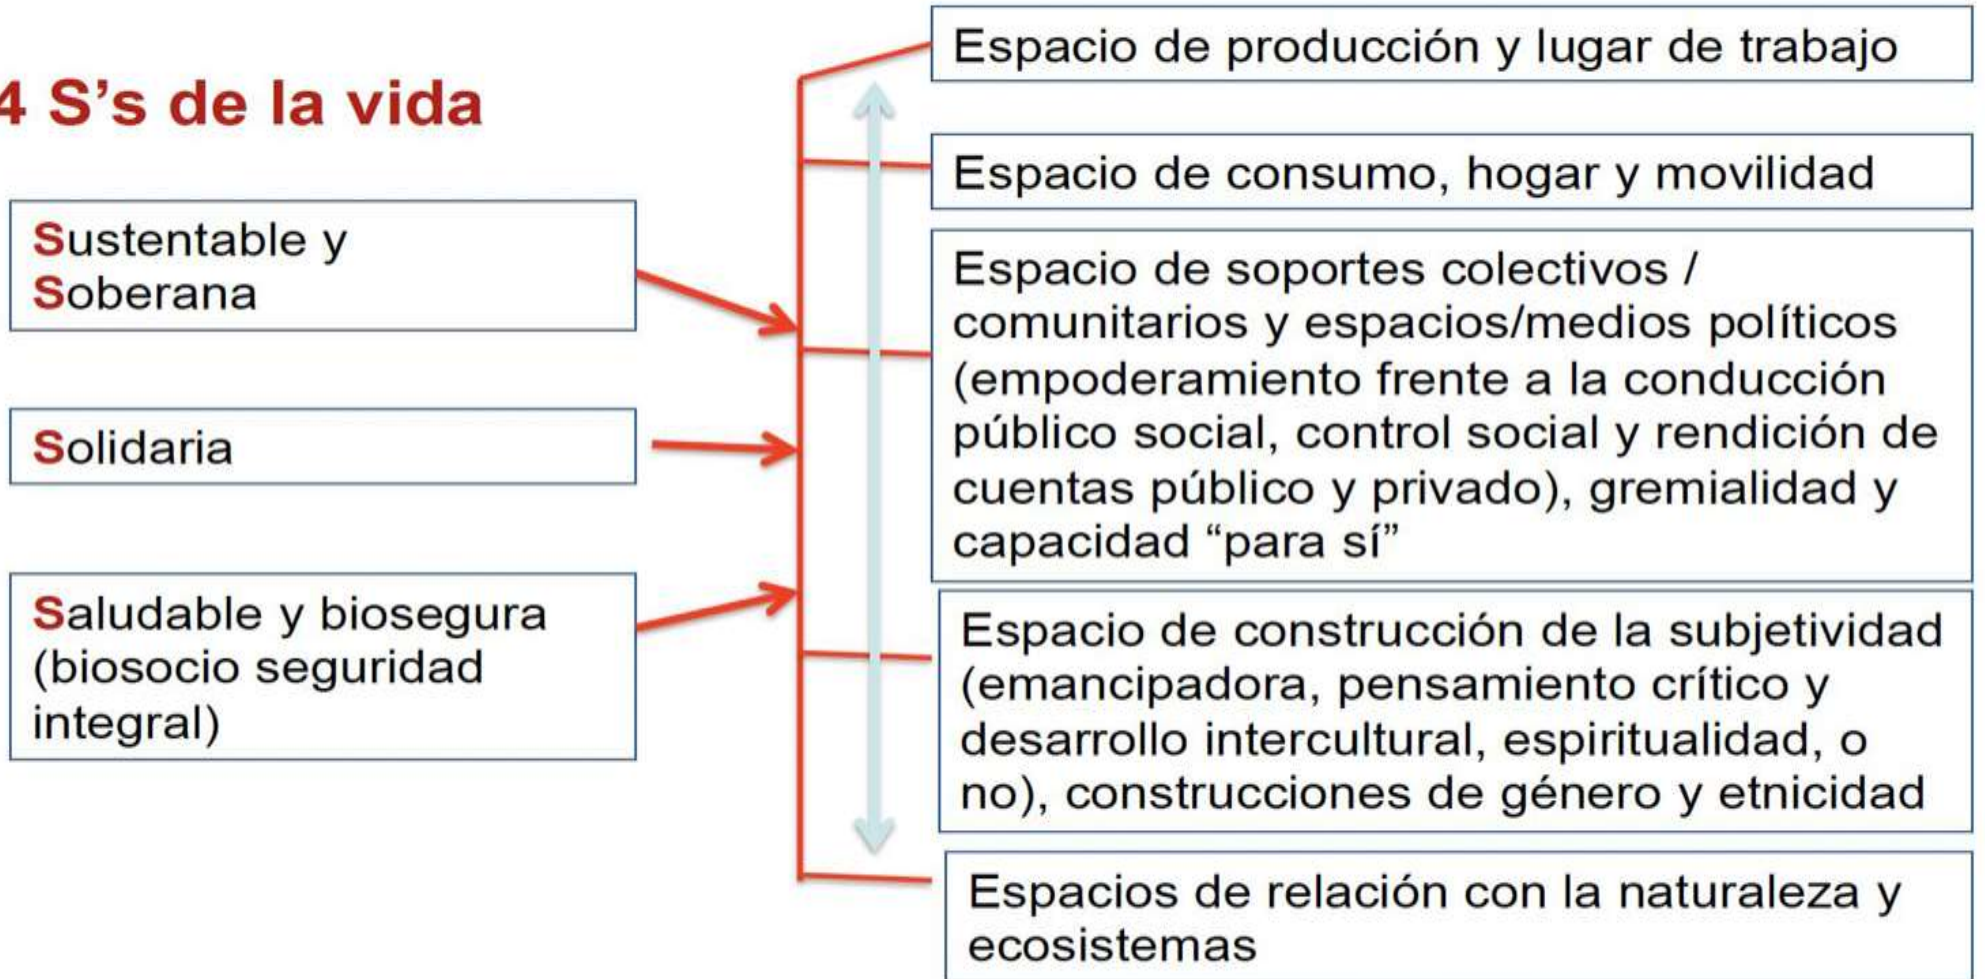 4 S’s de la vida
Sustentable y
Soberana
Solidaria
Saludable y biosegura
(biosocio seguridad
integral)
Espacio de producción y lugar de trabajo
Espacio de consumo, hogar y movilidad
Espacio de soportes colectivos /
comunitarios y espacios/medios políticos
(empoderamiento frente a la conducción
público social, control social y rendición de
cuentas público y privado), gremialidad y
capacidad “para sí”
Espacio de construcción de la subjetividad
(emancipadora, pensamiento crítico y
desarrollo intercultural, espiritualidad, o
no), construcciones de género y etnicidad
Espacios de relación con la naturaleza y
ecosistemas